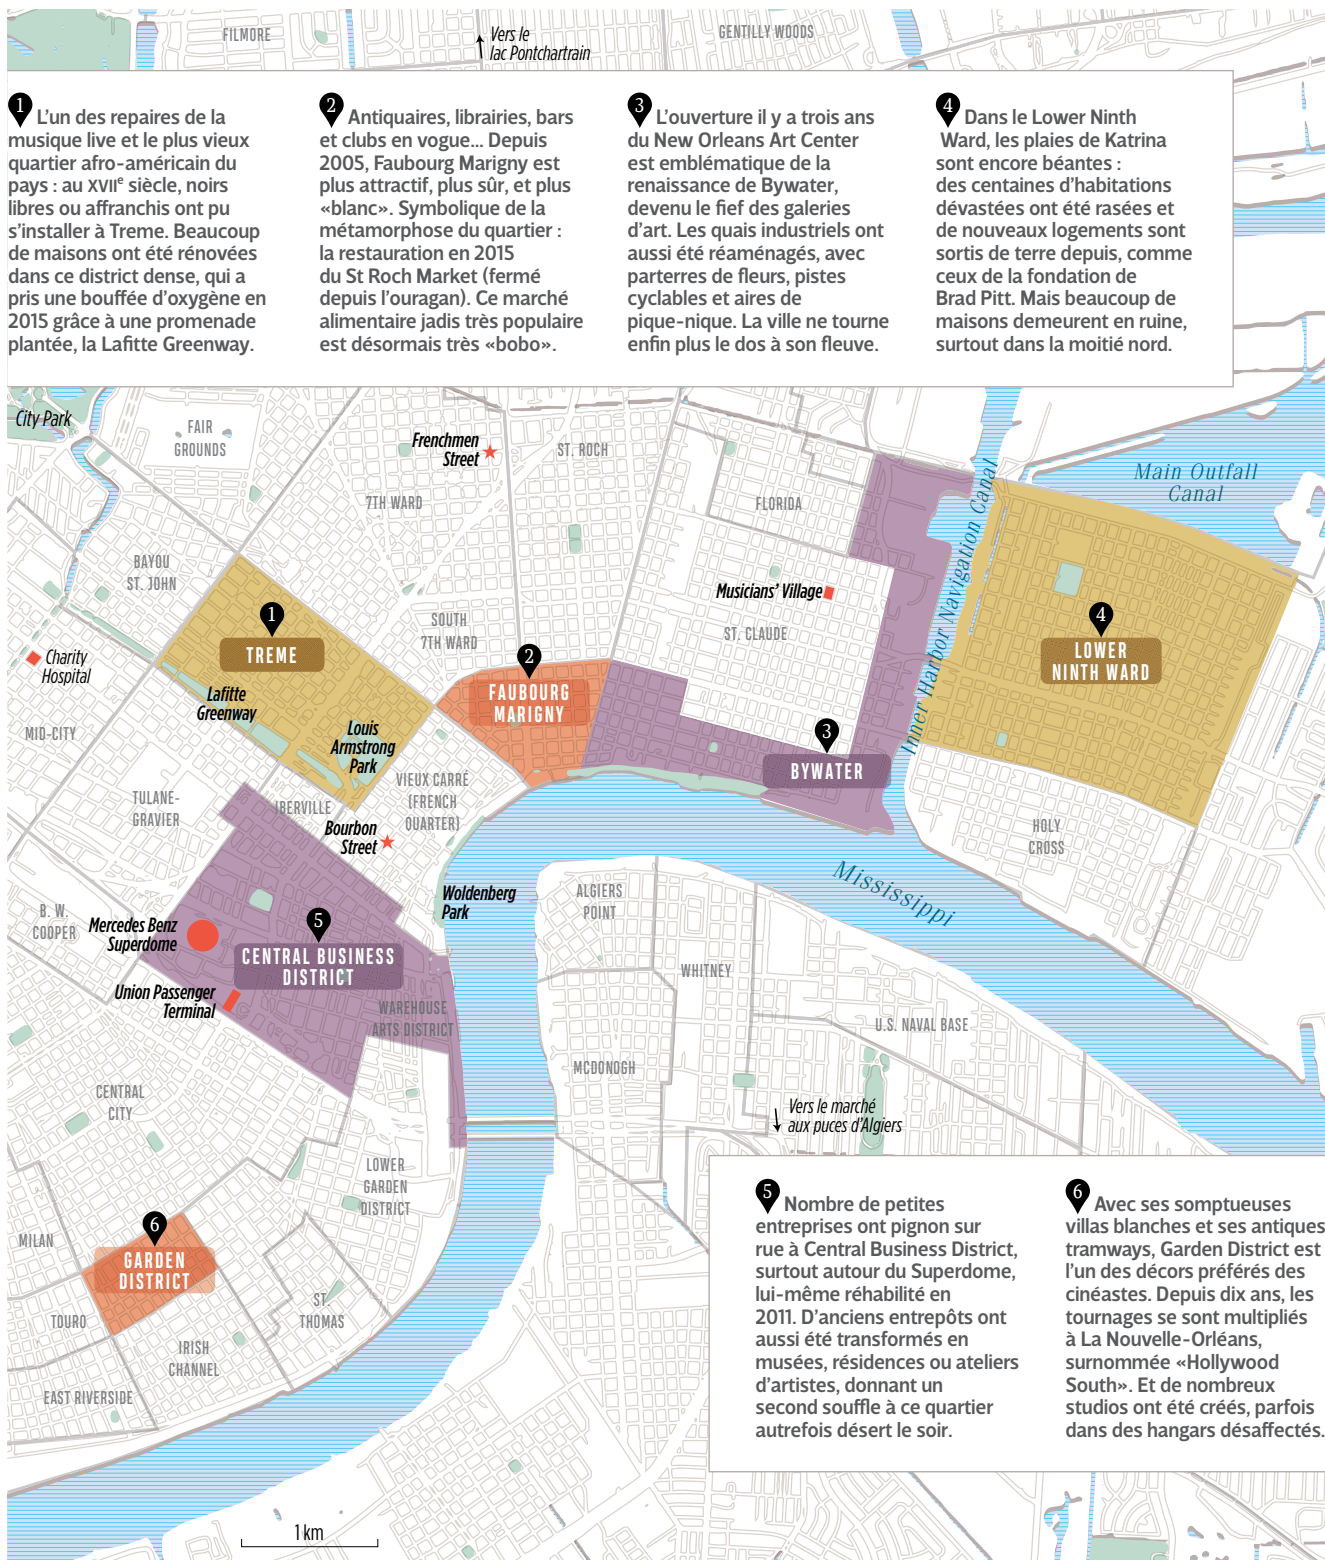 FILMORE
Vers le
lac Pontchartrain
GENTILLY WOODS
1 L’un des repaires de la
musique live et le plus vieux
quartier afro-américain du
pays : au XVIIe siècle, noirs
libres ou affranchis ont pu
s’installer à Treme. Beaucoup
de maisons ont été rénovées
dans ce district dense, qui a
pris une bouffée d’oxygène en
2015 grâce à une promenade
plantée, la Lafitte Greenway.
2 Antiquaires, librairies, bars
et clubs en vogue... Depuis
2005, Faubourg Marigny est
plus attractif, plus sûr, et plus
«blanc». Symbolique de la
métamorphose du quartier :
la restauration en 2015
du St Roch Market (fermé
depuis l’ouragan). Ce marché
alimentaire jadis très populaire
est désormais très «bobo».
3 L’ouverture il y a trois ans
du New Orleans Art Center
est emblématique de la
renaissance de Bywater,
devenu le fief des galeries
d’art. Les quais industriels ont
aussi été réaménagés, avec
parterres de fleurs, pistes
cyclables et aires de
pique-nique. La ville ne tourne
enfin plus le dos à son fleuve.
4 Dans le Lower Ninth
Ward, les plaies de Katrina
sont encore béantes :
des centaines d’habitations
dévastées ont été rasées et
de nouveaux logements sont
sortis de terre depuis, comme
ceux de la fondation de
Brad Pitt. Mais beaucoup de
maisons demeurent en ruine,
surtout dans la moitié nord.
City Park
FAIR
GROUNDS
Frenchmen
Street
ST. ROCH
7TH WARD
FLORIDA
Main Outfall
Canal
Inner Harbor Navigation Canal
BAYOU
ST. JOHN
Musicians’ Village
1
TREME
SOUTH
7TH WARD
ST. CLAUDE
4
LOWER
NINTH WARD
Charity
Hospital
2
FAUBOURG
MARIGNY
Lafitte
Greenway
Louis
Armstrong
Park
MID-CITY
3
BYWATER
VIEUX CARRÉ
(FRENCH
QUARTER)
TULANE-
GRAVIER
IBERVILLE
Bourbon
Street
HOLY
CROSS
Mississippi
Woldenberg
Park
ALGIERS
POINT
B. W.
COOPER
Mercedes Benz
Superdome
5
CENTRAL BUSINESS
DISTRICT
WHITNEY
Union Passenger
Terminal
WAREHOUSE
ARTS DISTRICT
U.S. NAVAL BASE
MCDONOGH
CENTRAL
CITY
Vers le marché
aux puces d’Algiers
LOWER
GARDEN
DISTRICT
MILAN
6
GARDEN
DISTRICT
ST.
THOMAS
TOURO
IRISH
CHANNEL
EAST RIVERSIDE
5 Nombre de petites
entreprises ont pignon sur
rue à Central Business District,
surtout autour du Superdome,
lui-même réhabilité en
2011. D’anciens entrepôts ont
aussi été transformés en
musées, résidences ou ateliers
d’artistes, donnant un
second souffle à ce quartier
autrefois désert le soir.
6 Avec ses somptueuses
villas blanches et ses antiques
tramways, Garden District est
l’un des décors préférés des
cinéastes. Depuis dix ans, les
tournages se sont multipliés
à La Nouvelle-Orléans,
surnommée «Hollywood
South». Et de nombreux
studios ont été créés, parfois
dans des hangars désaffectés.
1 km